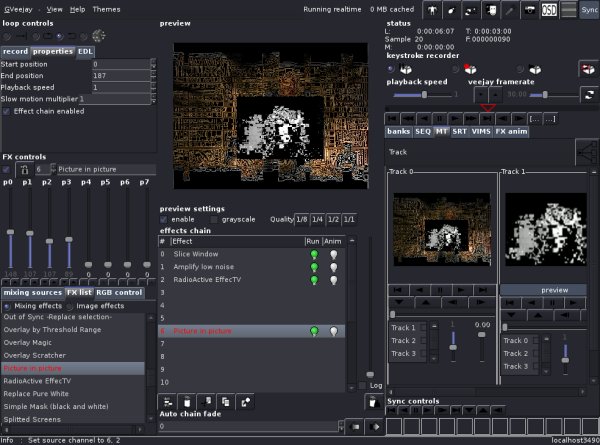 GVeejay View Help Themes
Running realtime 0 MB cached
OSD
Sync
loop controls
preview
status
L: 0:00:06:07 T: 0:00:03:00
Sample 20 F: 000000090
M: 0:00:00:00
keystroke recorder
record properties EDL
Start position 0
End position 187
Playback speed 1
Slow motion multiplier 1
Effect chain enabled
playback speed veejay framerate
1 30.00
[... ...]
banks SEQ MT SRT VIMS FX anim
Track
FX controls
6 Picture in picture
p0 p1 p2 p3 p4 p5 p6 p7
148 107 107 89 0 0 0 0
Track 0 Track 1
preview settings
enable grayscale Quality 1/8 1/4 1/2 1/1
effects chain
# Effect Run Anim
0 Slice Window
1 Amplify low noise
2 RadioActive EffecTV
3
4
5
6 Picture in picture
7
8
9
10
Log
preview
mixing sources FX list RGB control
Mixing effects Image effects
Out of Sync -Replace selection-
Overlay by Threshold Range
Overlay Magic
Overlay Scratcher
Picture in picture
RadioActive EffecTV
Replace Pure White
Simple Mask (black and white)
Splitted Screens
Track 1
Track 2
Track 3
1 0.00
Track 0
Track 2
Track 3
1
Auto chain fade
0
Sync controls
Info : Set source channel to 6, 2
localhost3490